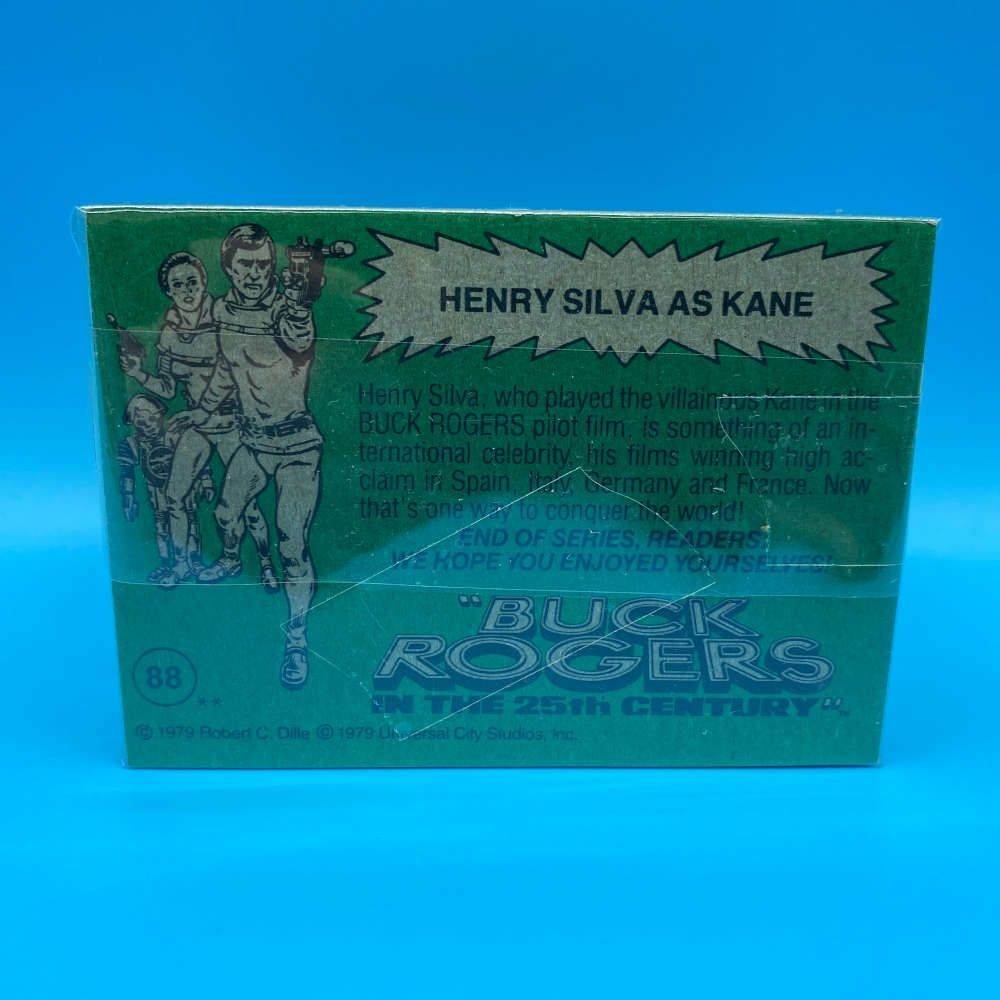 HENRY SILVA AS KANE
Henry Silva, who played the villainous Kane in the
BUCK ROGERS pilot film, is something of an in-
ternational celebrity, his films winning high ac-
claim in Spain, Italy, Germany and France. Now
that's one way to conquer the world!
END OF SERIES, READERS
WE HOPE YOU ENJOYED YOURSELVES!
"BUCK
ROGERS
IN THE 25th CENTURY"™
88
**
© 1979 Robert C. Dille © 1979 Universal City Studios, Inc.